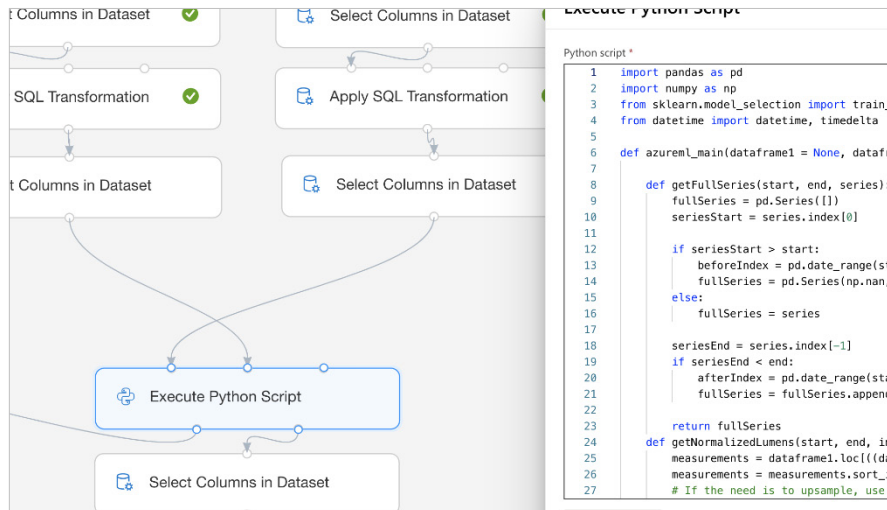 t Columns in Dataset
Select Columns in Dataset
SQL Transformation
Apply SQL Transformation
t Columns in Dataset
Select Columns in Dataset
Execute Python Script
Select Columns in Dataset
Execute Python Script
Python script *
1 import pandas as pd
2 import numpy as np
3 from sklearn.model_selection import train_
4 from datetime import datetime, timedelta
5
6 def azureml_main(dataframe1 = None, dataf
7
8 def getFullSeries(start, end, series):
9 fullSeries = pd.Series([])
10 seriesStart = series.index[0]
11
12 if seriesStart > start:
13 beforeIndex = pd.date_range(st
14 fullSeries = pd.Series(np.nan,
15 else:
16 fullSeries = series
17
18 seriesEnd = series.index[-1]
19 if seriesEnd < end:
20 afterIndex = pd.date_range(sta
21 fullSeries = fullSeries.append
22
23 return fullSeries
24 def getNormalizedLumens(start, end, in
25 measurements = dataframe1.loc[((da
26 measurements = measurements.sort_
27 # If the need is to upsample, use